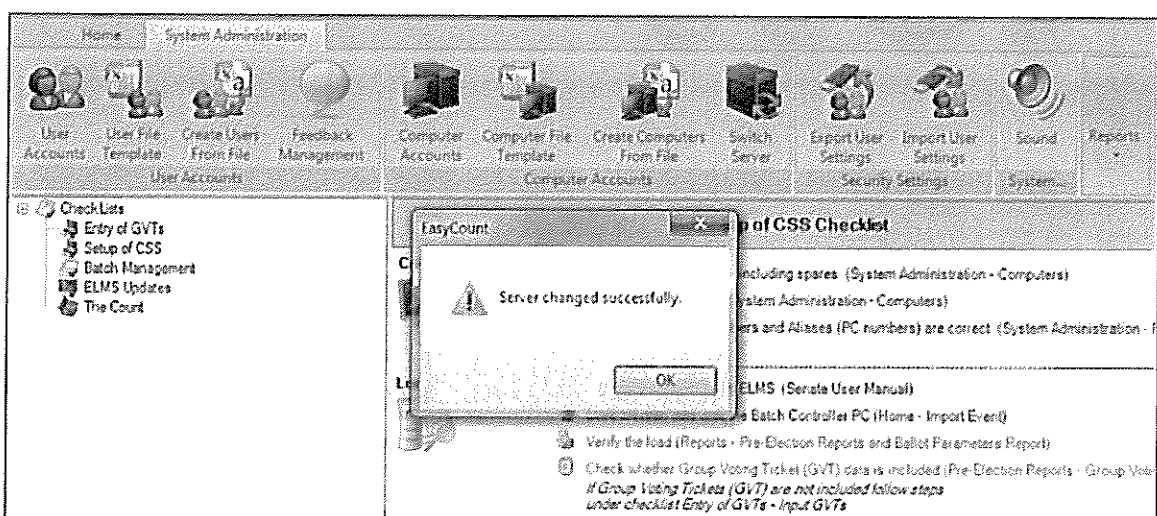 Home System Administration
User Accounts
User File Template
Create Users From File
Feedback Management
Computer Accounts
Computer File Template
Create Computers From File
Switch Server
Export User Settings
Import User Settings
Sound
Reports
User Accounts
Computer Accounts
Security Settings
System...
CheckLists
Entry of GVTs
Setup of CSS
Batch Management
ELMS Updates
The Count
EasyCount
Server changed successfully.
OK
p of CSS Checklist
including spares (System Administration - Computers)
ystem Administration - Computers)
ers and Aliases (PC numbers) are correct (System Administration -
ELMS (Senate User Manual)
Batch Controller PC (Home - Import Event)
Verify the load (Reports - Pre-Election Reports and Ballot Parameters Report)
Check whether Group Voting Ticket (GVT) data is included (Pre-Election Reports - Group
If Group Voting Tickets (GVT) are not included follow steps
under checklist Entry of GVTs - Input GVTs